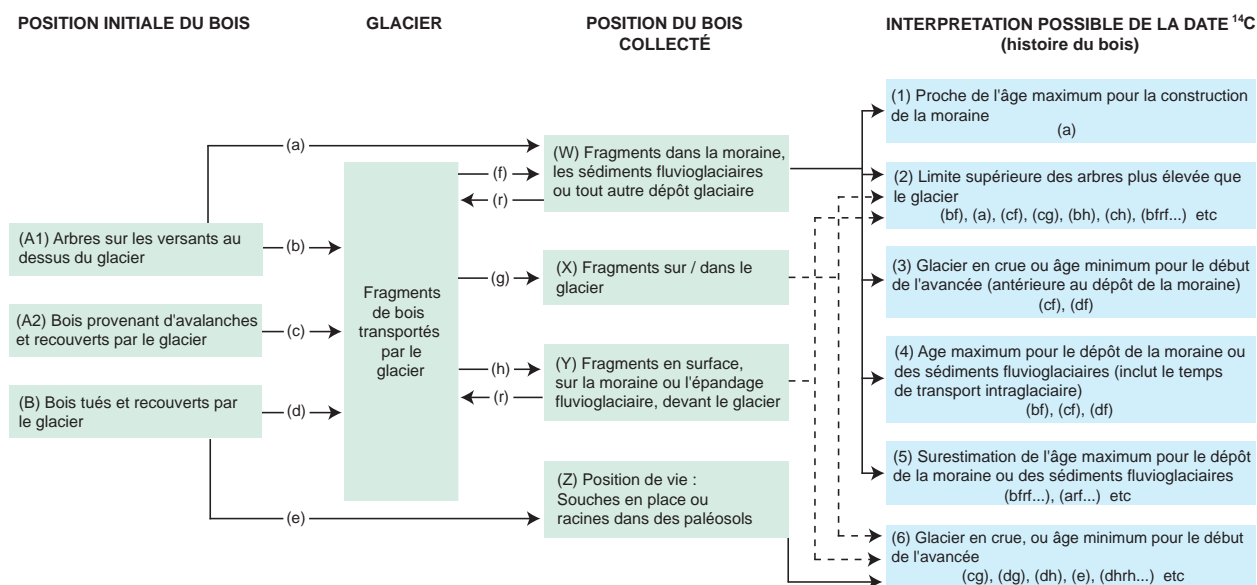 POSITION INITIALE DU BOIS
GLACIER
POSITION DU BOIS
COLLECTÉ
INTERPRETATION POSSIBLE DE LA DATE ¹⁴C
(histoire du bois)
(A1) Arbres sur les versants au
dessus du glacier
(A2) Bois provenant d'avalanches
et recouverts par le glacier
(B) Bois tués et recouverts par
le glacier
(a)
(b)
(c)
(d)
(e)
Fragments
de bois
transportés
par le
glacier
(f)
(r)
(g)
(h)
(r)
(W) Fragments dans la moraine,
les sédiments fluvioglaciaires
ou tout autre dépôt glaciaire
(X) Fragments sur / dans le
glacier
(Y) Fragments en surface,
sur la moraine ou l'épandage
fluvioglaciaire, devant le glacier
(Z) Position de vie :
Souches en place ou
racines dans des paléosols
(1) Proche de l'âge maximum pour la construction
de la moraine
(a)
(2) Limite supérieure des arbres plus élevée que
le glacier
(bf), (a), (cf), (cg), (bh), (ch), (bfrf...) etc
(3) Glacier en crue ou âge minimum pour le début
de l'avancée (antérieure au dépôt de la moraine)
(cf), (df)
(4) Age maximum pour le dépôt de la moraine ou
des sédiments fluvioglaciaires (inclut le temps
de transport intraglaciaire)
(bf), (cf), (df)
(5) Surestimation de l'âge maximum pour le dépôt
de la moraine ou des sédiments fluvioglaciaires
(bfrf...), (arf...) etc
(6) Glacier en crue, ou âge minimum pour le début
de l'avancée
(cg), (dg), (dh), (e), (dhrh...) etc